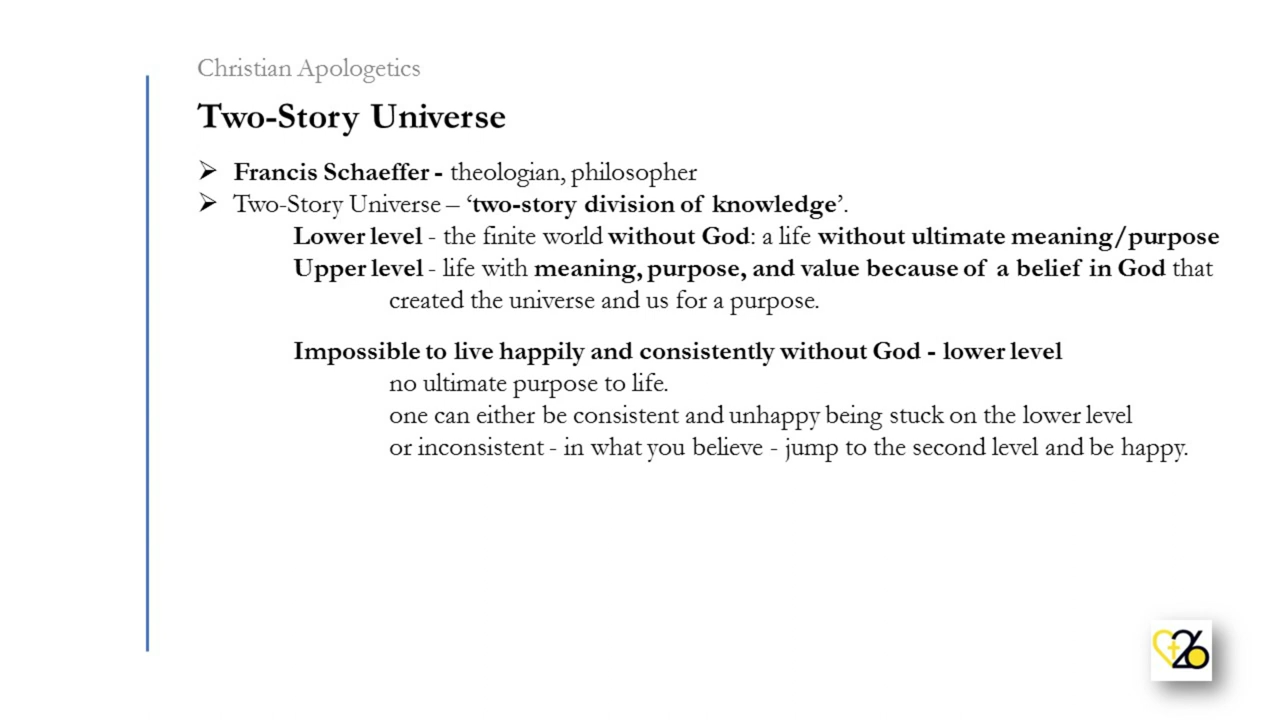 Christian Apologetics
Two-Story Universe
➢ Francis Schaeffer - theologian, philosopher
➢ Two-Story Universe – ‘two-story division of knowledge’.
Lower level - the finite world without God: a life without ultimate meaning/purpose
Upper level - life with meaning, purpose, and value because of a belief in God that
created the universe and us for a purpose.
Impossible to live happily and consistently without God - lower level
no ultimate purpose to life.
one can either be consistent and unhappy being stuck on the lower level
or inconsistent - in what you believe - jump to the second level and be happy.
26